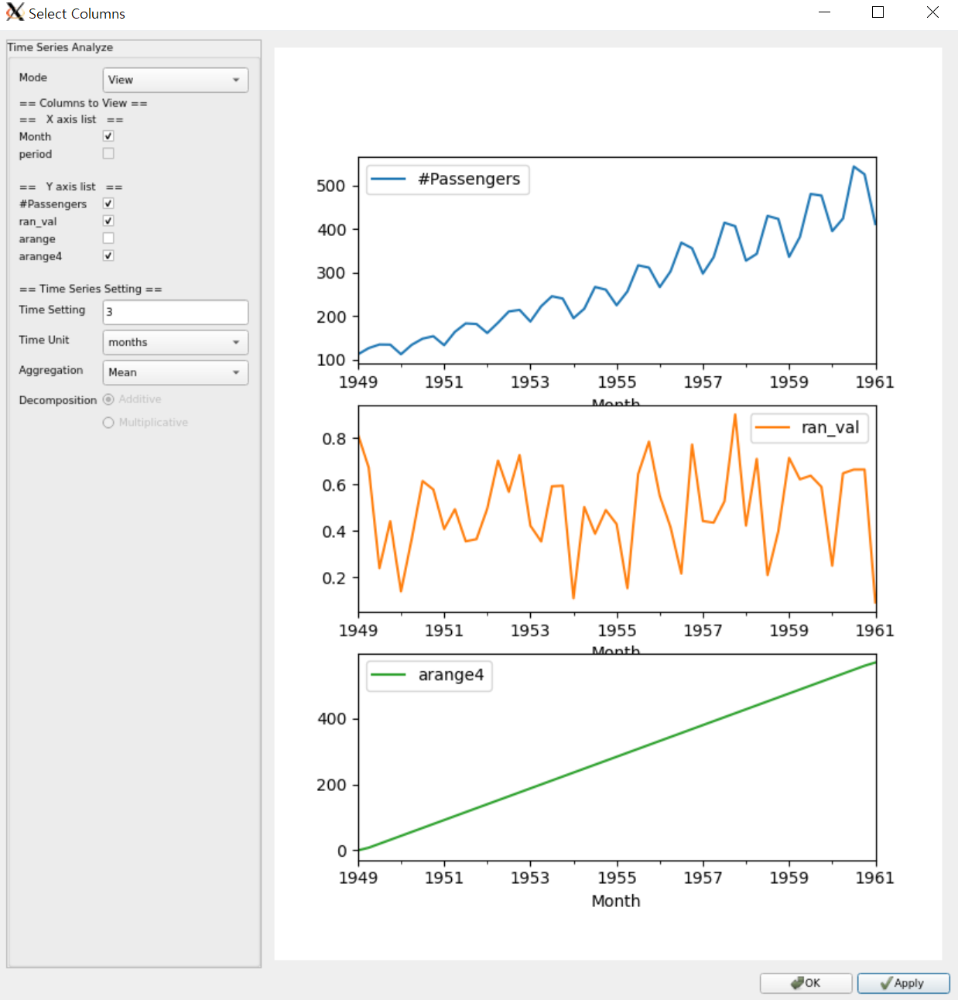 Select Columns
Time Series Analyze
Mode View
== Columns to View ==
== X axis list ==
Month
period
== Y axis list ==
#Passengers
ran_val
arange
arange4
== Time Series Setting ==
Time Setting 3
Time Unit months
Aggregation Mean
Decomposition Additive
Multiplicative
#Passengers
500
400
300
200
100
1949 1951 1953 1955 1957 1959 1961
Month
ran_val
0.8
0.6
0.4
0.2
1949 1951 1953 1955 1957 1959 1961
Month
arange4
400
200
0
1949 1951 1953 1955 1957 1959 1961
Month
OK Apply